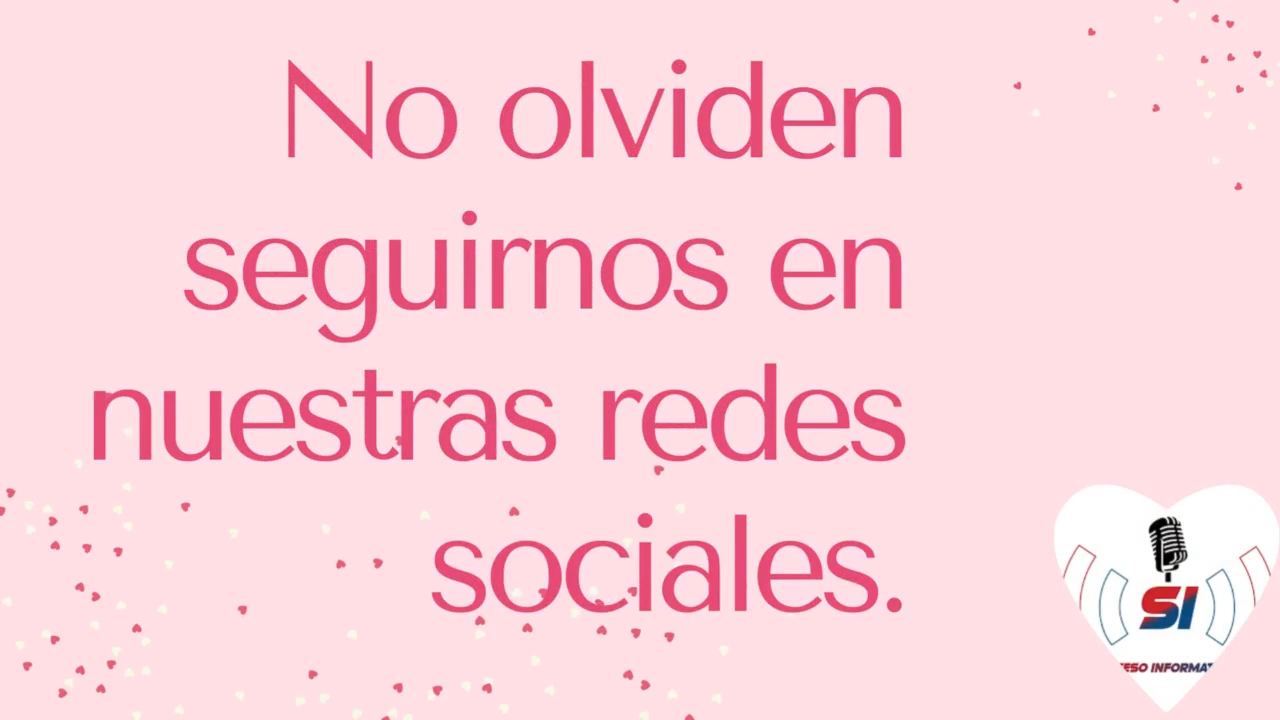 No olviden
seguirnos en
nuestras redes
sociales.
SI